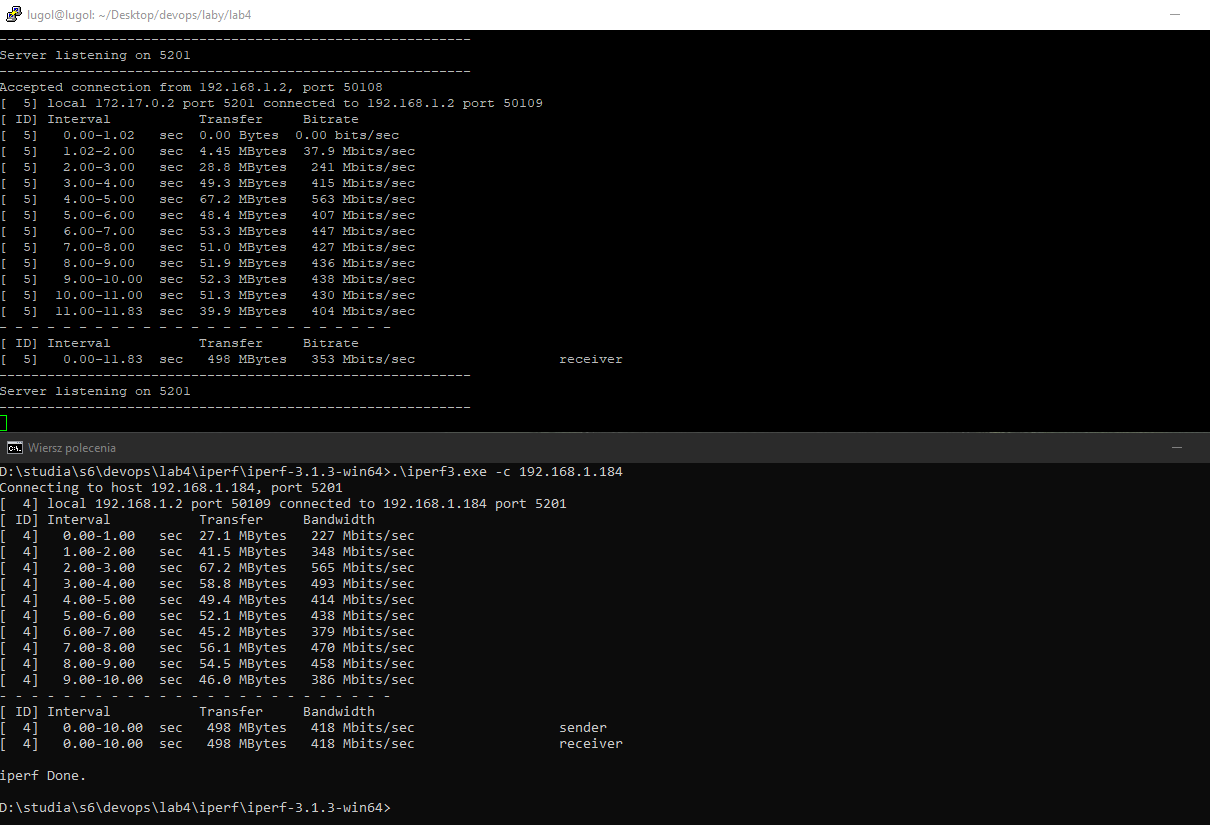 lugol@lugol: ~/Desktop/devops/laby/lab4
-----------------------------------------------------------
Server listening on 5201
-----------------------------------------------------------
Accepted connection from 192.168.1.2, port 50108
[  5] local 172.17.0.2 port 5201 connected to 192.168.1.2 port 50109
[ ID] Interval           Transfer     Bitrate
[  5]   0.00-1.02   sec  0.00 Bytes  0.00 bits/sec
[  5]   1.02-2.00   sec  4.45 MBytes  37.9 Mbits/sec
[  5]   2.00-3.00   sec  28.8 MBytes   241 Mbits/sec
[  5]   3.00-4.00   sec  49.3 MBytes   415 Mbits/sec
[  5]   4.00-5.00   sec  67.2 MBytes   563 Mbits/sec
[  5]   5.00-6.00   sec  48.4 MBytes   407 Mbits/sec
[  5]   6.00-7.00   sec  53.3 MBytes   447 Mbits/sec
[  5]   7.00-8.00   sec  51.0 MBytes   427 Mbits/sec
[  5]   8.00-9.00   sec  51.9 MBytes   436 Mbits/sec
[  5]   9.00-10.00  sec  52.3 MBytes   438 Mbits/sec
[  5]  10.00-11.00  sec  51.3 MBytes   430 Mbits/sec
[  5]  11.00-11.83  sec  39.9 MBytes   404 Mbits/sec
- - - - - - - - - - - - - - - - - - - - - - - - -
[ ID] Interval           Transfer     Bitrate
[  5]   0.00-11.83  sec   498 MBytes   353 Mbits/sec                  receiver
-----------------------------------------------------------
Server listening on 5201
-----------------------------------------------------------
Wiersz polecenia
D:\studia\s6\devops\lab4\iperf\iperf-3.1.3-win64>.\iperf3.exe -c 192.168.1.184
Connecting to host 192.168.1.184, port 5201
[  4] local 192.168.1.2 port 50109 connected to 192.168.1.184 port 5201
[ ID] Interval           Transfer     Bandwidth
[  4]   0.00-1.00   sec  27.1 MBytes   227 Mbits/sec
[  4]   1.00-2.00   sec  41.5 MBytes   348 Mbits/sec
[  4]   2.00-3.00   sec  67.2 MBytes   565 Mbits/sec
[  4]   3.00-4.00   sec  58.8 MBytes   493 Mbits/sec
[  4]   4.00-5.00   sec  49.4 MBytes   414 Mbits/sec
[  4]   5.00-6.00   sec  52.1 MBytes   438 Mbits/sec
[  4]   6.00-7.00   sec  45.2 MBytes   379 Mbits/sec
[  4]   7.00-8.00   sec  56.1 MBytes   470 Mbits/sec
[  4]   8.00-9.00   sec  54.5 MBytes   458 Mbits/sec
[  4]   9.00-10.00  sec  46.0 MBytes   386 Mbits/sec
- - - - - - - - - - - - - - - - - - - - - - - - -
[ ID] Interval           Transfer     Bandwidth
[  4]   0.00-10.00  sec   498 MBytes   418 Mbits/sec                  sender
[  4]   0.00-10.00  sec   498 MBytes   418 Mbits/sec                  receiver
iperf Done.
D:\studia\s6\devops\lab4\iperf\iperf-3.1.3-win64>